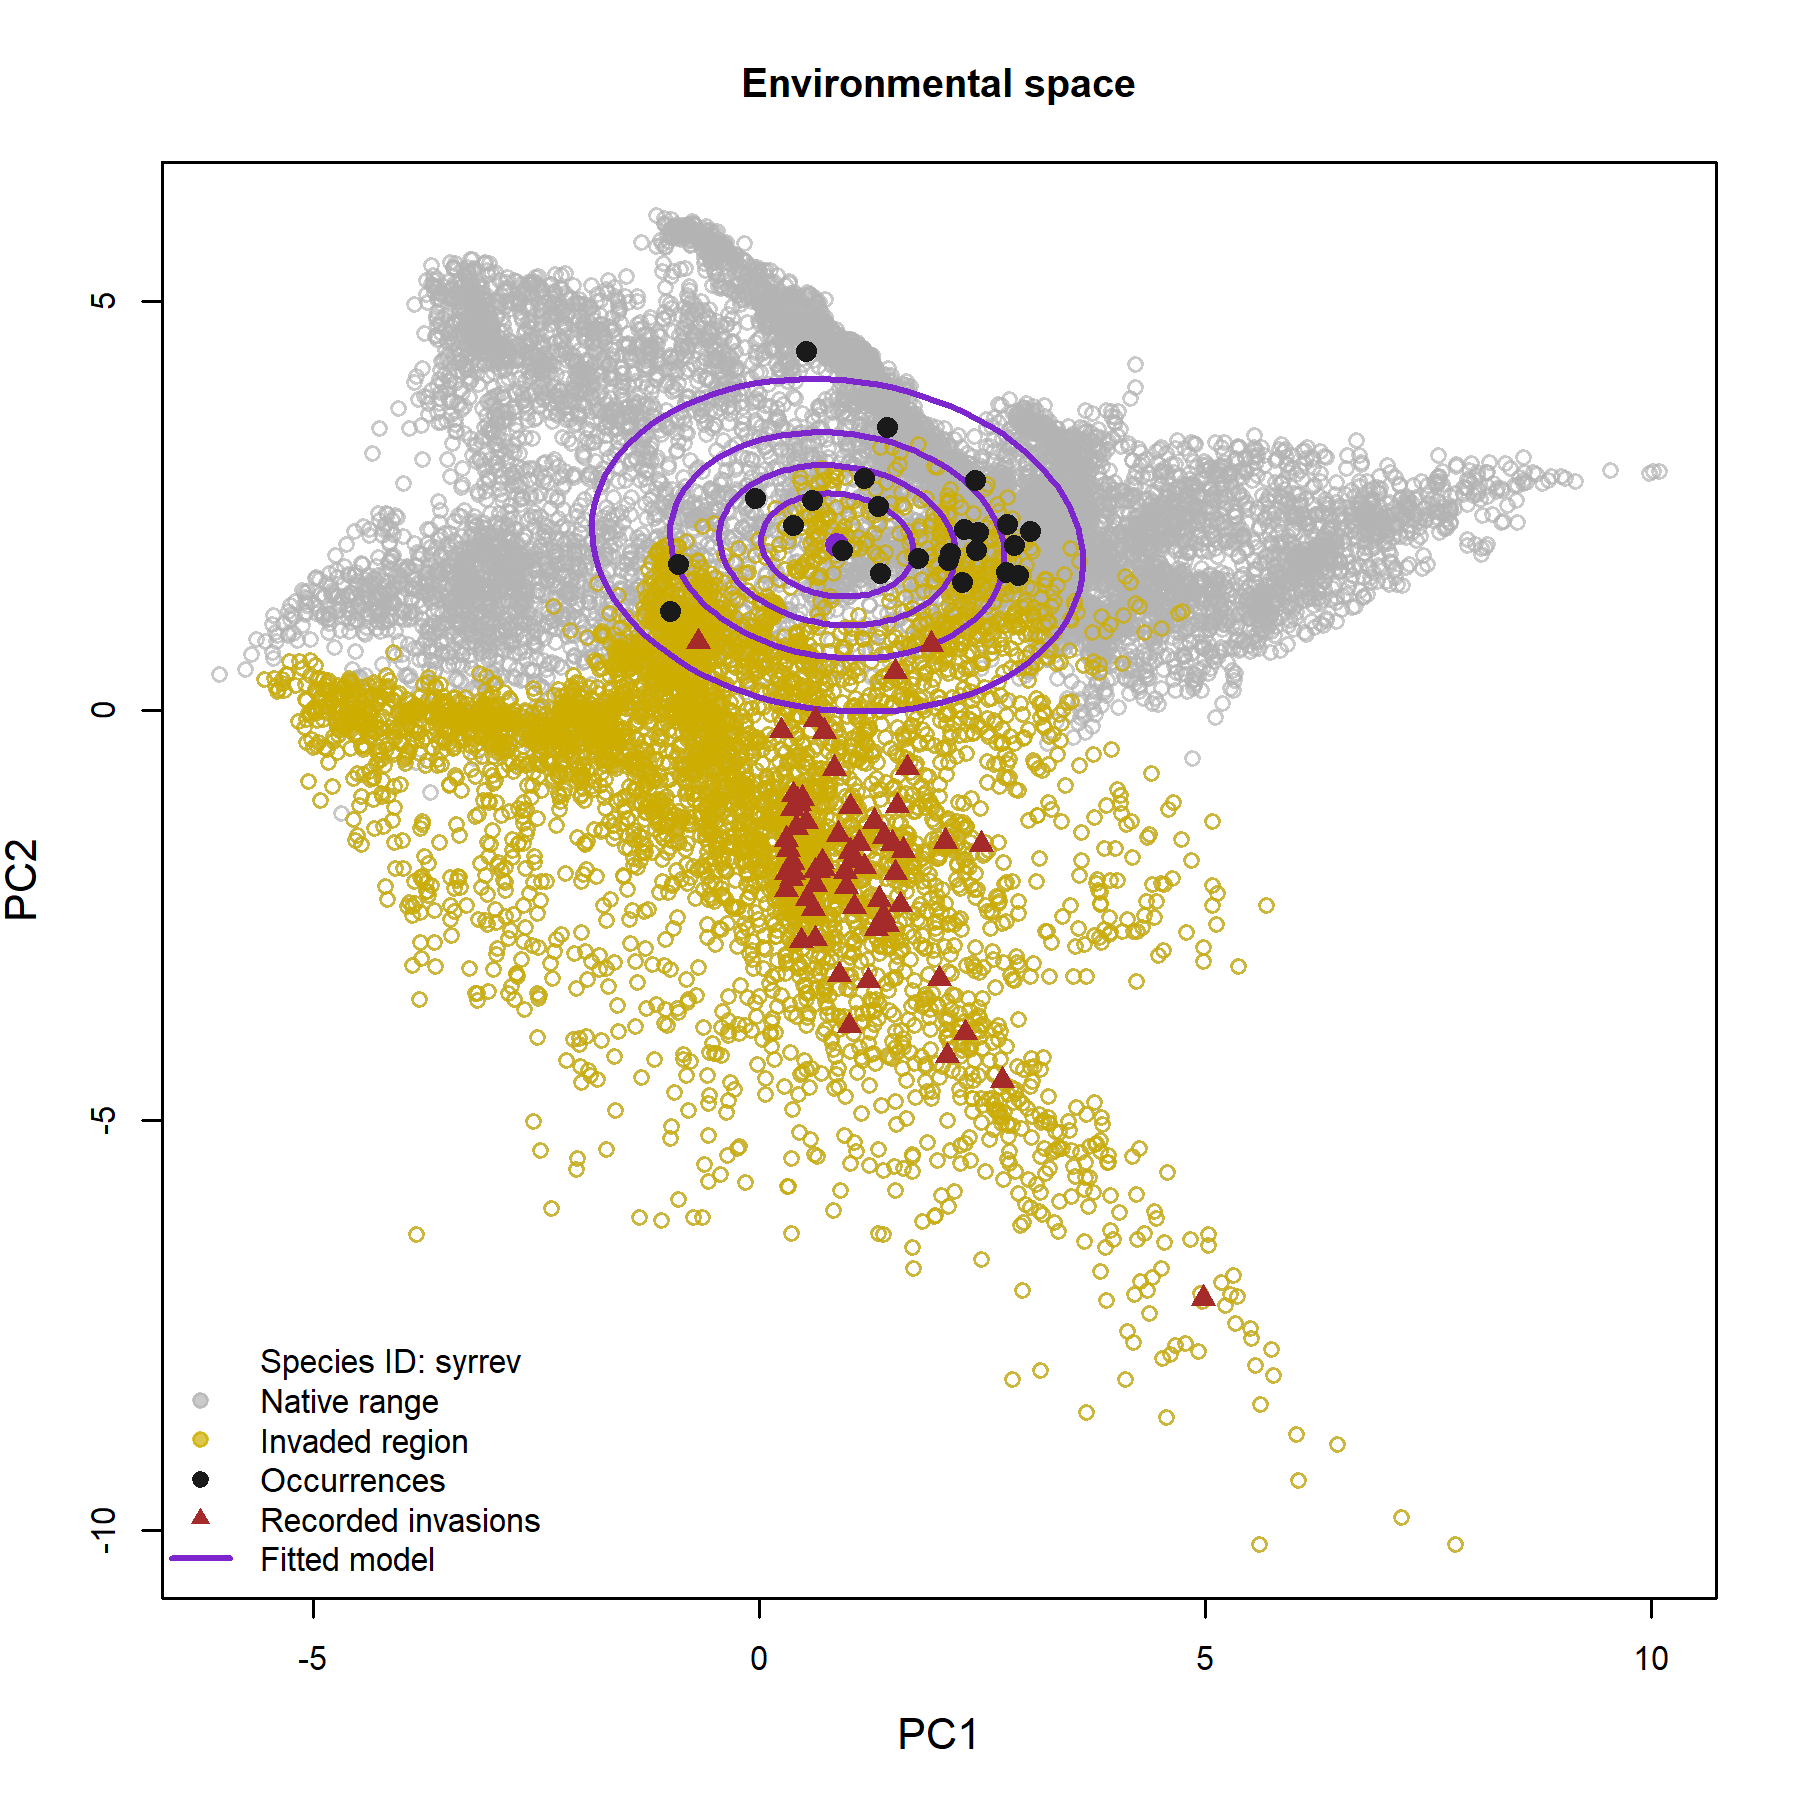 Environmental space
5
0
-5
-10
PC2
Species ID: syrrev
Native range
Invaded region
Occurrences
Recorded invasions
Fitted model
-5 0 5 10
PC1